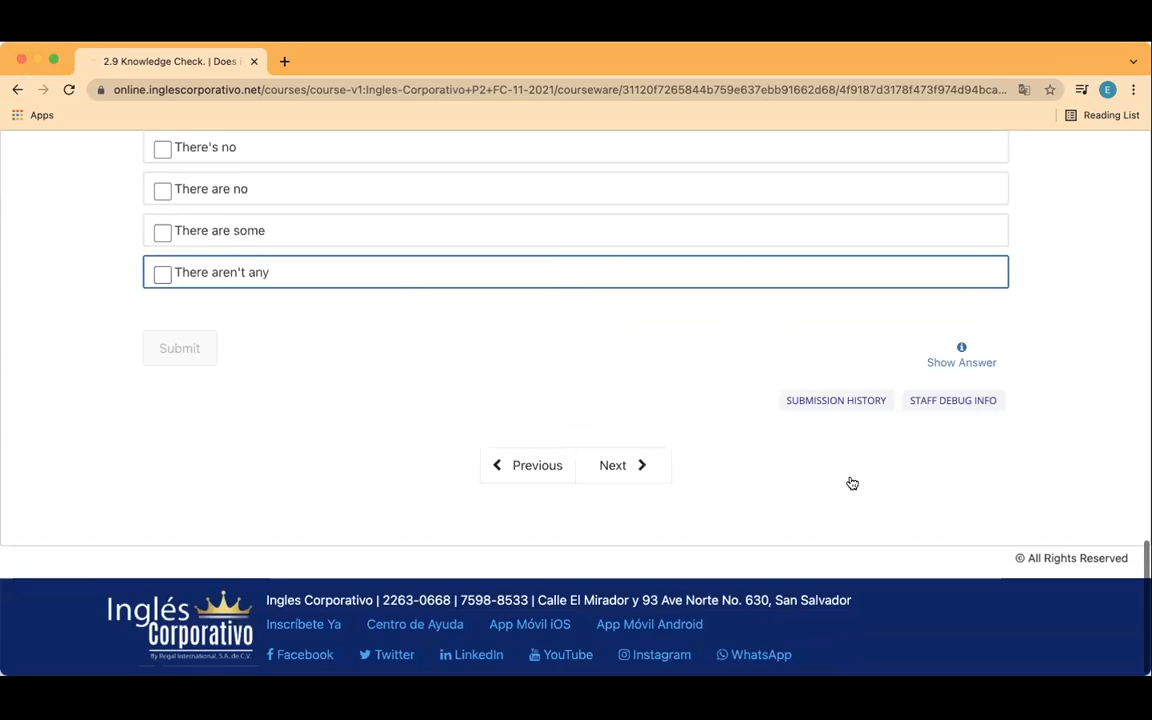 2.9 Knowledge Check. | Does i
online.inglescorporativo.net/courses/course-v1:Ingles-Corporativo+P2+FC-11-2021/courseware/31120f7265844b759e637ebb91662d68/4f9187d3178f473f974d94bca...
E
Apps
Reading List
There's no
There are no
There are some
There aren't any
Submit
Show Answer
SUBMISSION HISTORY
STAFF DEBUG INFO
Previous
Next
© All Rights Reserved
Inglés Corporativo
By Regal International, S.A. de C.V.
Ingles Corporativo | 2263-0668 | 7598-8533 | Calle El Mirador y 93 Ave Norte No. 630, San Salvador
Inscríbete Ya
Centro de Ayuda
App Móvil iOS
App Móvil Android
Facebook
Twitter
LinkedIn
YouTube
Instagram
WhatsApp